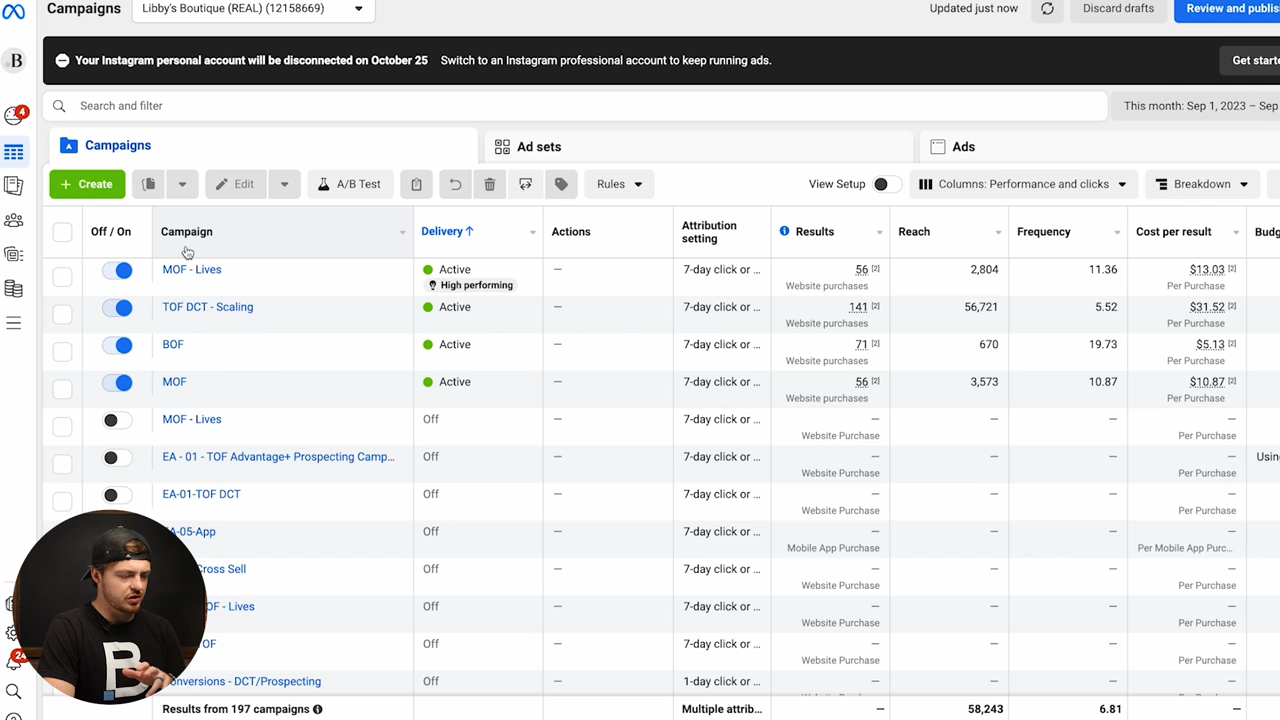 Campaigns
Libby's Boutique (REAL) (12158669)
Updated just now
Discard drafts
Review and publis
B
Your Instagram personal account will be disconnected on October 25 Switch to an Instagram professional account to keep running ads.
Get starte
4
Search and filter
This month: Sep 1, 2023 – Sep
Campaigns
Ad sets
Ads
+ Create
Edit
A/B Test
Rules
View Setup
Columns: Performance and clicks
Breakdown
Off / On
Campaign
Delivery ↑
Actions
Attribution
setting
Results
Reach
Frequency
Cost per result
Budg
MOF - Lives
Active
High performing
—
7-day click or ...
56 [2]
Website purchases
2,804
11.36
$13.03 [2]
Per Purchase
TOF DCT - Scaling
Active
—
7-day click or ...
141 [2]
Website purchases
56,721
5.52
$31.52 [2]
Per Purchase
BOF
Active
—
7-day click or ...
71 [2]
Website purchases
670
19.73
$5.13 [2]
Per Purchase
MOF
Active
—
7-day click or ...
56 [2]
Website purchases
3,573
10.87
$10.87 [2]
Per Purchase
MOF - Lives
Off
—
7-day click or ...
—
Website Purchase
—
—
—
Per Purchase
EA - 01 - TOF Advantage+ Prospecting Camp...
Off
—
7-day click or ...
—
Website Purchase
—
—
—
Per Purchase
Usin
EA-01-TOF DCT
Off
—
7-day click or ...
—
Website Purchase
—
—
—
Per Purchase
A-05-App
Off
—
7-day click or ...
—
Mobile App Purchase
—
—
—
Per Mobile App Purc...
Cross Sell
Off
—
7-day click or ...
—
Website Purchase
—
—
—
Per Purchase
OF - Lives
Off
—
7-day click or ...
—
Website Purchase
—
—
—
Per Purchase
OF
Off
—
7-day click or ...
—
Website Purchase
—
—
—
Per Purchase
onversions - DCT/Prospecting
Off
—
1-day click or ...
—
—
—
—
24
B
Results from 197 campaigns
Multiple attrib...
—
58,243
6.81
—